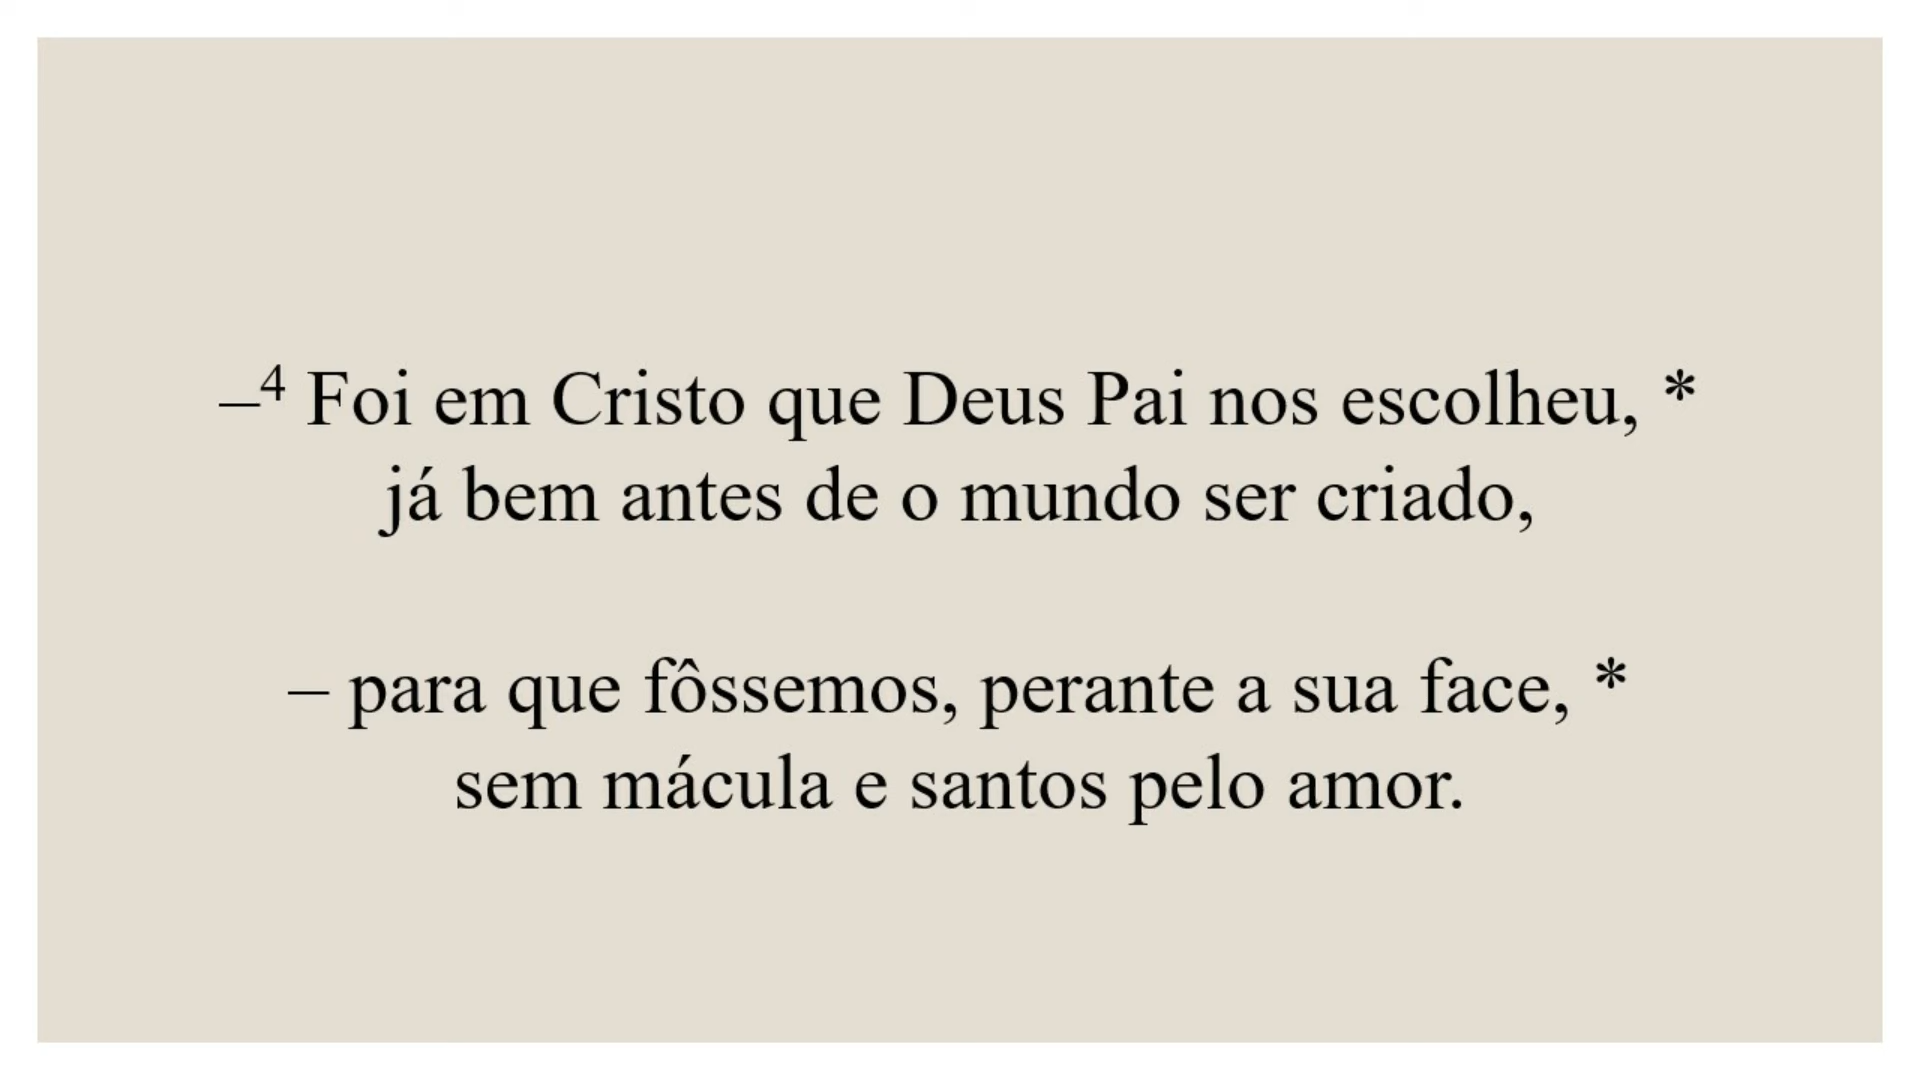 –⁴ Foi em Cristo que Deus Pai nos escolheu, *
já bem antes de o mundo ser criado,
– para que fôssemos, perante a sua face, *
sem mácula e santos pelo amor.